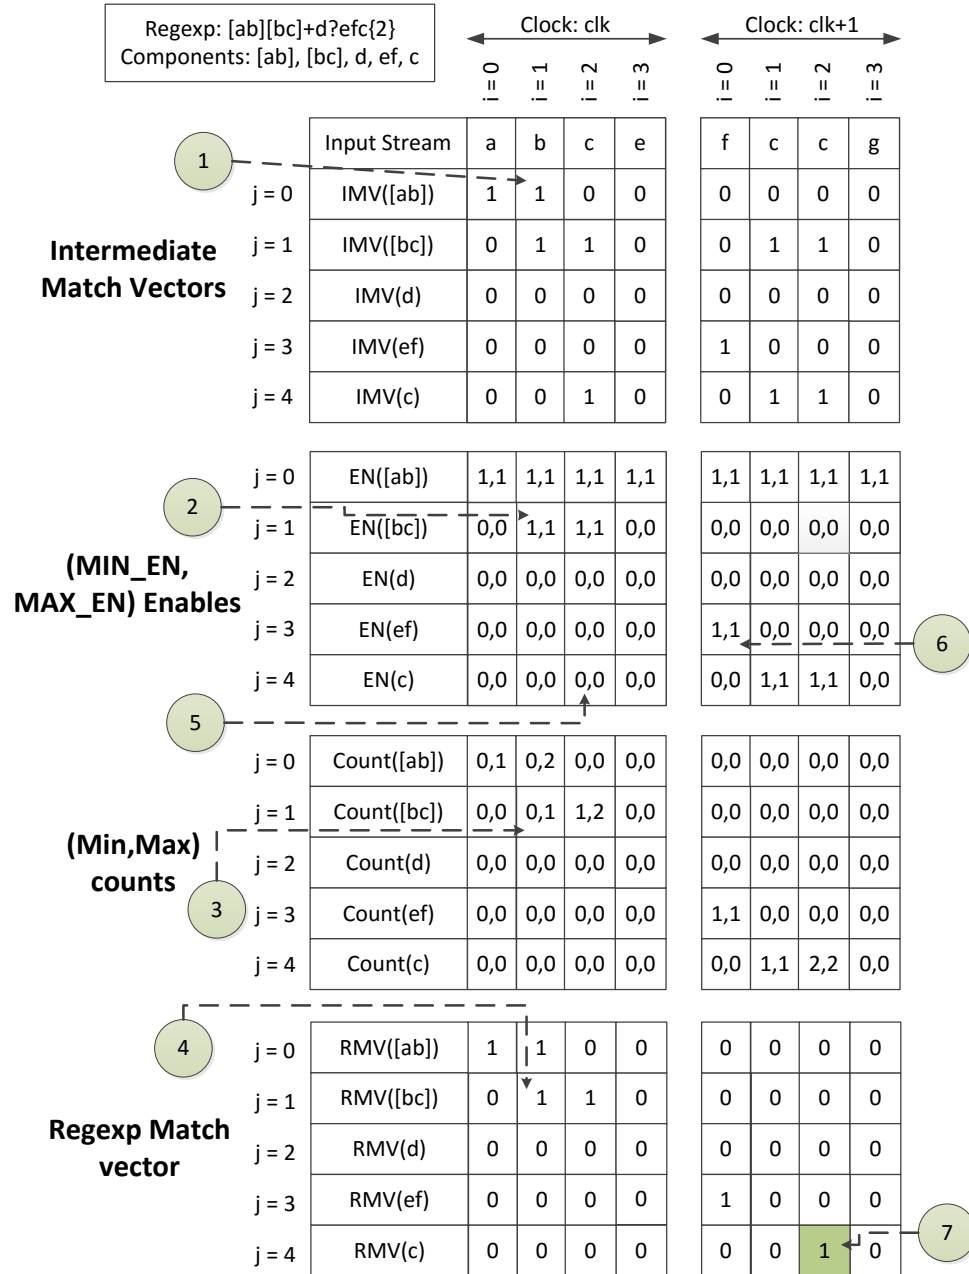 Regexp: [ab][bc]+d?efc{2}
Components: [ab], [bc], d, ef, c
Clock: clk
Clock: clk+1
i = 0 i = 1 i = 2 i = 3 i = 0 i = 1 i = 2 i = 3
Input Stream a b c e f c c g
1
j = 0 IMV([ab]) 1 1 0 0 0 0 0 0
j = 1 IMV([bc]) 0 1 1 0 0 1 1 0
Intermediate
Match Vectors
j = 2 IMV(d) 0 0 0 0 0 0 0 0
j = 3 IMV(ef) 0 0 0 0 1 0 0 0
j = 4 IMV(c) 0 0 1 0 0 1 1 0
j = 0 EN([ab]) 1,1 1,1 1,1 1,1 1,1 1,1 1,1 1,1
2
j = 1 EN([bc]) 0,0 1,1 1,1 0,0 0,0 0,0 0,0 0,0
(MIN_EN,
MAX_EN) Enables
j = 2 EN(d) 0,0 0,0 0,0 0,0 0,0 0,0 0,0 0,0
j = 3 EN(ef) 0,0 0,0 0,0 0,0 1,1 0,0 0,0 0,0
6
j = 4 EN(c) 0,0 0,0 0,0 0,0 0,0 1,1 1,1 0,0
5
j = 0 Count([ab]) 0,1 0,2 0,0 0,0 0,0 0,0 0,0 0,0
j = 1 Count([bc]) 0,0 0,1 1,2 0,0 0,0 0,0 0,0 0,0
(Min,Max)
counts
j = 2 Count(d) 0,0 0,0 0,0 0,0 0,0 0,0 0,0 0,0
3
j = 3 Count(ef) 0,0 0,0 0,0 0,0 1,1 0,0 0,0 0,0
j = 4 Count(c) 0,0 0,0 0,0 0,0 0,0 1,1 2,2 0,0
4
j = 0 RMV([ab]) 1 1 0 0 0 0 0 0
j = 1 RMV([bc]) 0 1 1 0 0 0 0 0
Regexp Match
vector
j = 2 RMV(d) 0 0 0 0 0 0 0 0
j = 3 RMV(ef) 0 0 0 0 1 0 0 0
7
j = 4 RMV(c) 0 0 0 0 0 0 1 0